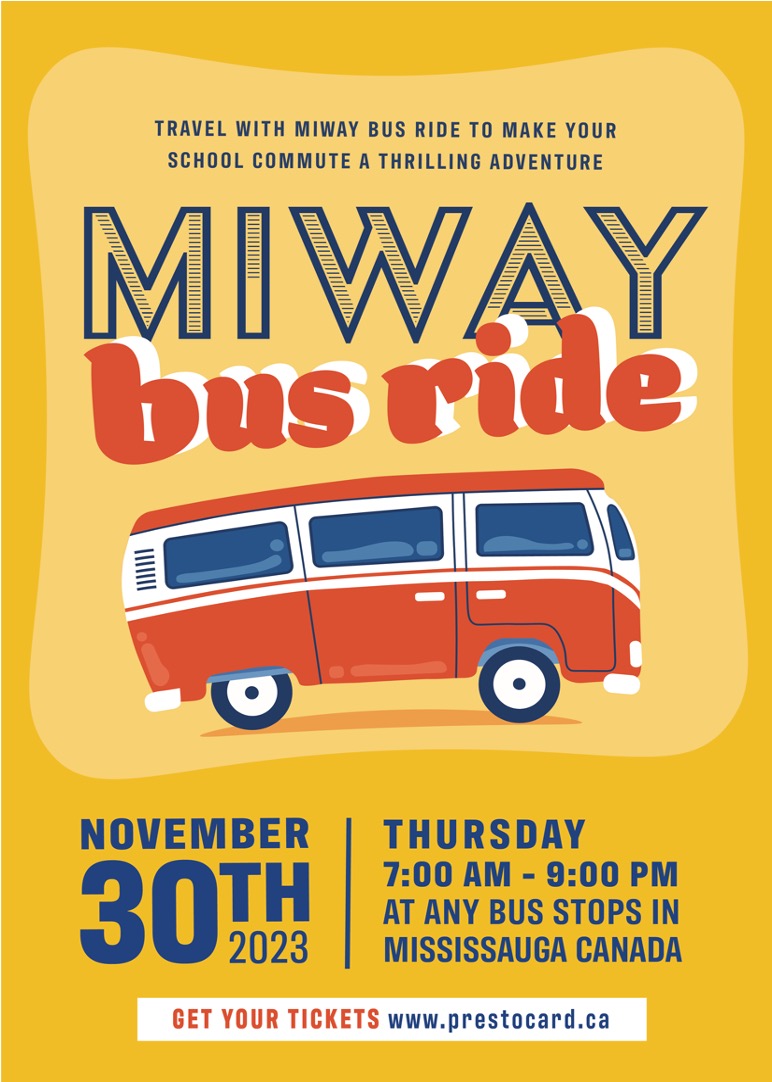 TRAVEL WITH MIWAY BUS RIDE TO MAKE YOUR
SCHOOL COMMUTE A THRILLING ADVENTURE
MIWAY
bus ride
NOVEMBER
30TH
2023
THURSDAY
7:00 AM - 9:00 PM
AT ANY BUS STOPS IN
MISSISSAUGA CANADA
GET YOUR TICKETS www.prestocard.ca